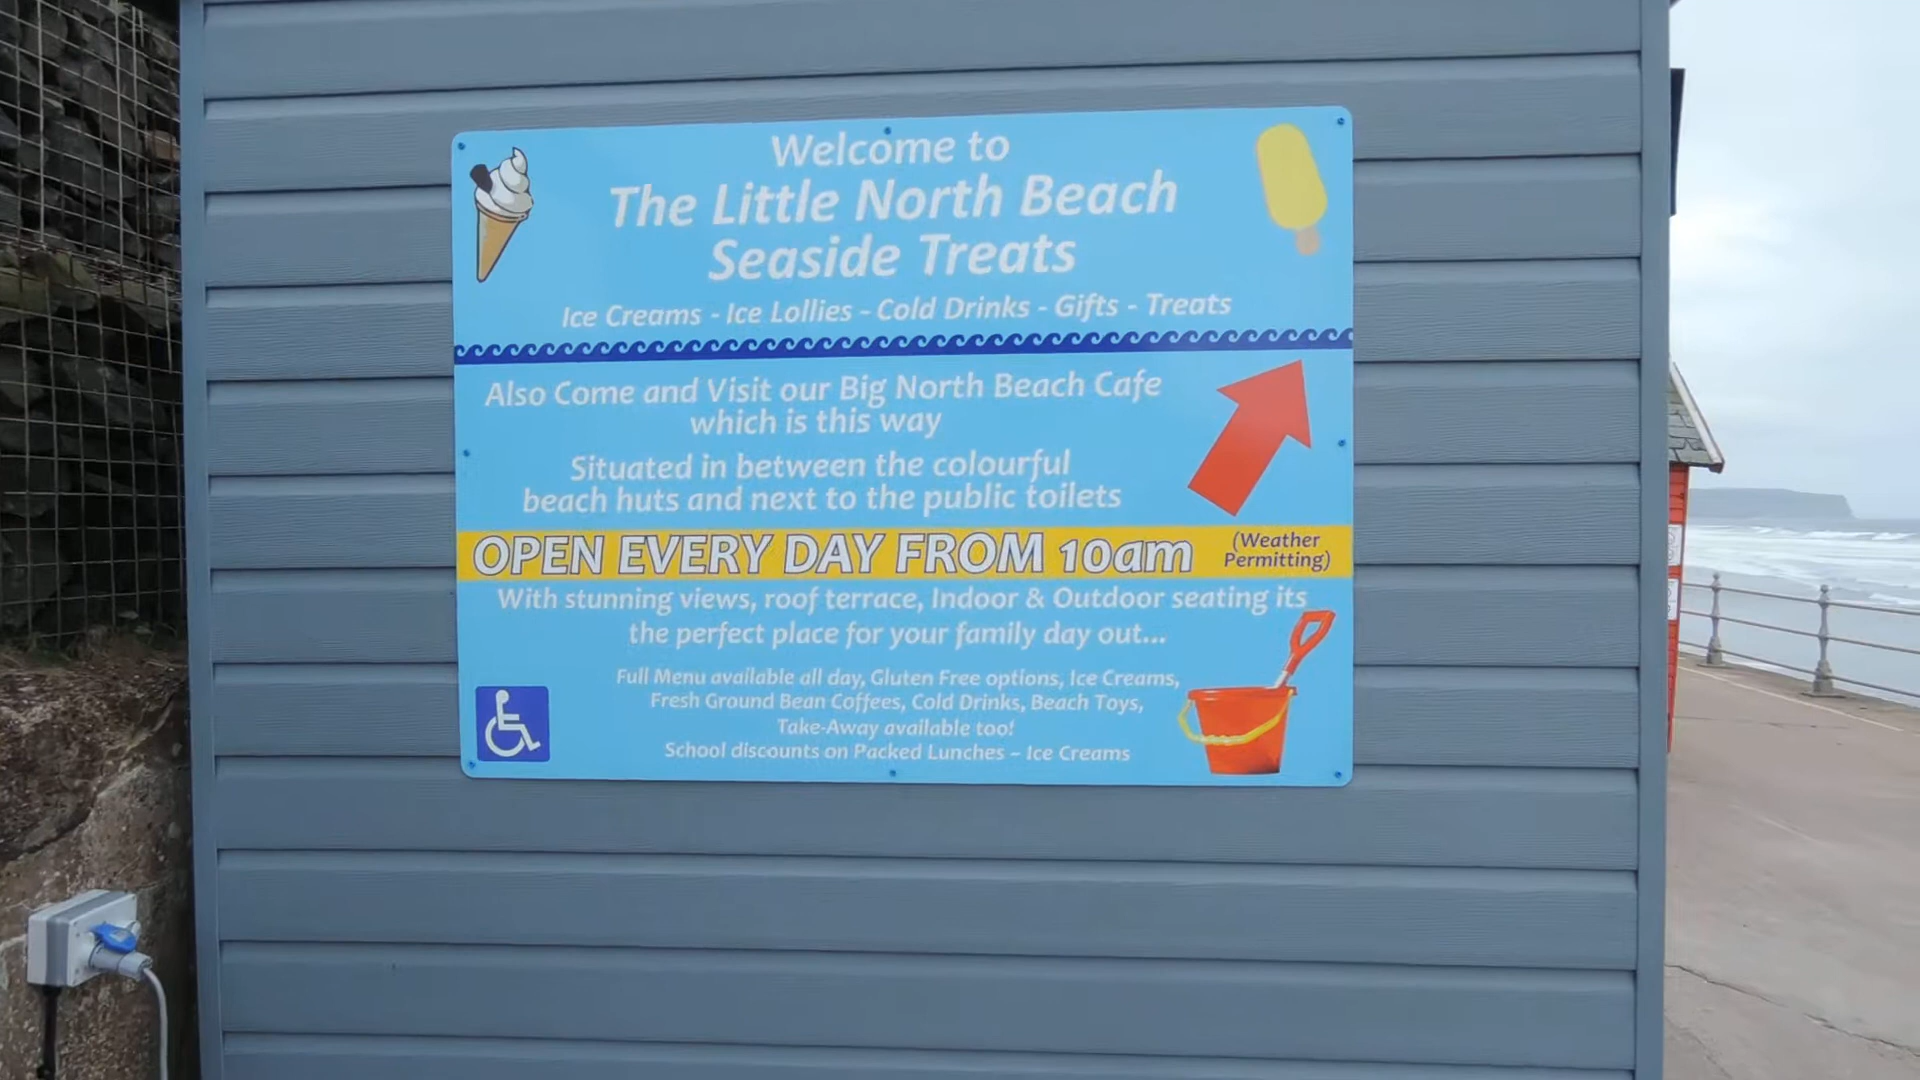 Welcome to
The Little North Beach
Seaside Treats
Ice Creams - Ice Lollies - Cold Drinks - Gifts - Treats
Also Come and Visit our Big North Beach Cafe
which is this way
Situated in between the colourful
beach huts and next to the public toilets
OPEN EVERY DAY FROM 10am
(Weather
Permitting)
With stunning views, roof terrace, Indoor & Outdoor seating its
the perfect place for your family day out...
Full Menu available all day, Gluten Free options, Ice Creams,
Fresh Ground Bean Coffees, Cold Drinks, Beach Toys,
Take-Away available too!
School discounts on Packed Lunches – Ice Creams